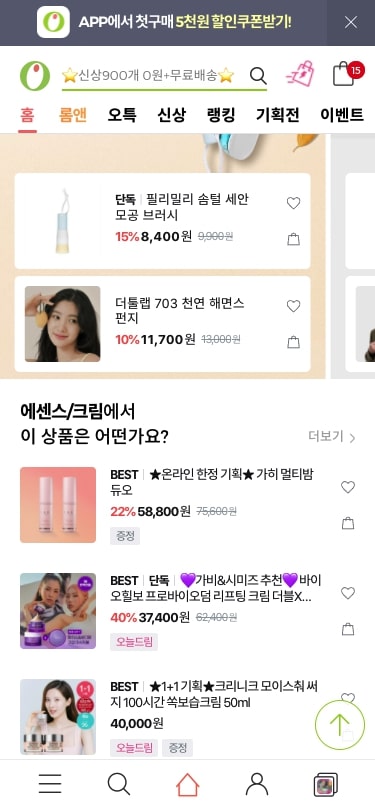 APP에서 첫구매 5천원 할인쿠폰받기!
⭐신상900개 0원+무료배송⭐
15
홈 롬앤 오특 신상 랭킹 기획전 이벤트
단독 | 필리밀리 솜털 세안
모공 브러시
15% 8,400원 9,900원
더툴랩 703 천연 해면스
펀지
10% 11,700원 13,000원
에센스/크림에서
이 상품은 어떤가요?
더보기
BEST | ★온라인 한정 기획★ 가히 멀티밤
듀오
22% 58,800원 75,600원
증정
BEST | 단독 | 💜가비&시미즈 추천💜 바이
오힐보 프로바이오덤 리프팅 크림 더블X...
40% 37,400원 62,400원
오늘드림
BEST | ★1+1 기획★크리니크 모이스춰 써
지 100시간 쏙보습크림 50ml
1+1
40,000원
오늘드림 증정